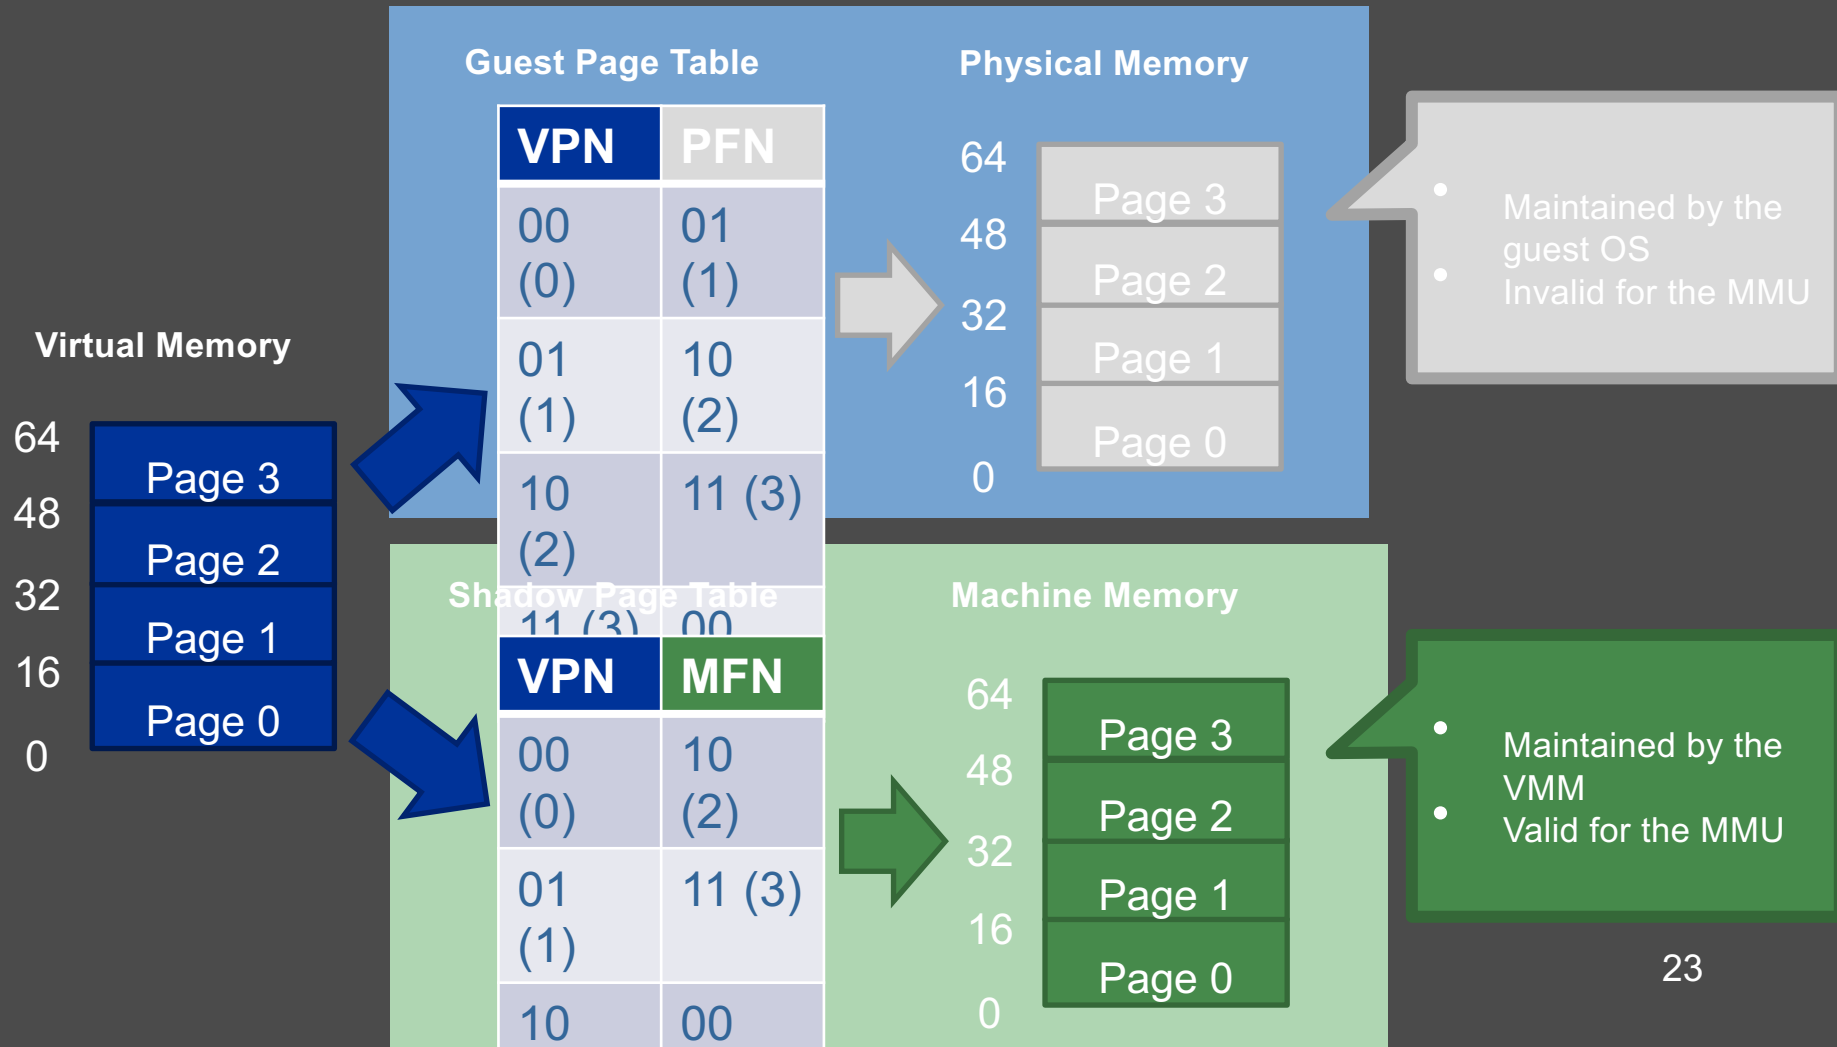 Guest Page Table
Physical Memory
VPN PFN
00 (0) 01 (1)
01 (1) 10 (2)
10 (2) 11 (3)
11 (3) 00
64
Page 3
48
Page 2
32
Page 1
16
Page 0
0
Maintained by the
guest OS
Invalid for the MMU
Virtual Memory
64
Page 3
48
Page 2
32
Page 1
16
Page 0
0
Shadow Page Table
Machine Memory
VPN MFN
00 (0) 10 (2)
01 (1) 11 (3)
10 00
64
Page 3
48
Page 2
32
Page 1
16
Page 0
0
Maintained by the
VMM
Valid for the MMU
23